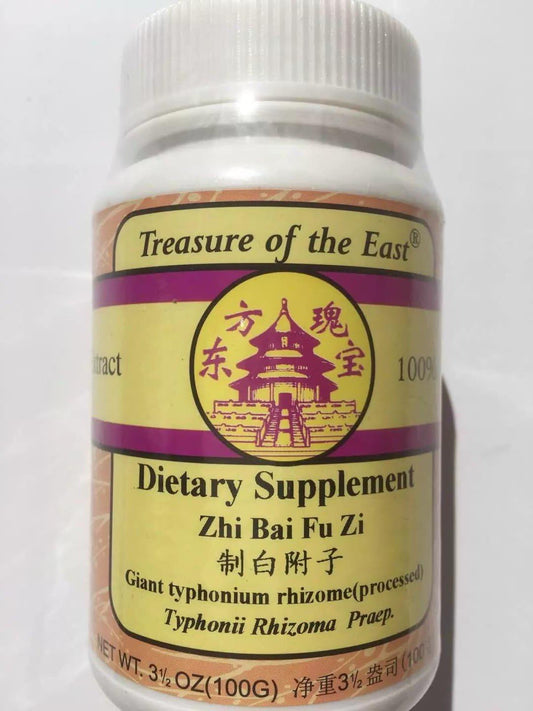 Treasure of the East®
东方瑰宝
100%
Dietary Supplement
Zhi Bai Fu Zi
制白附子
Giant typhonium rhizome(processed)
Typhonii Rhizoma Praep.
NET WT. 3½ OZ(100G) 净重3½ 盎司(100